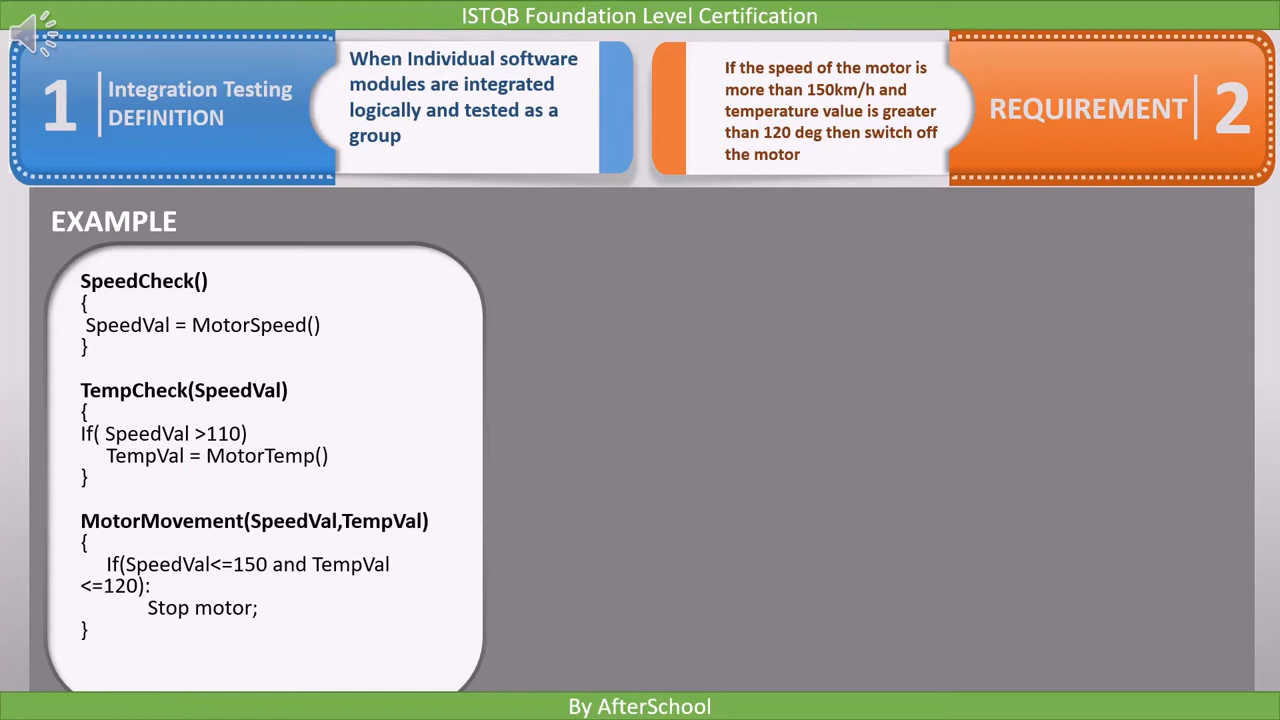 ISTQB Foundation Level Certification
1
Integration Testing
DEFINITION
When Individual software
modules are integrated
logically and tested as a
group
If the speed of the motor is
more than 150km/h and
temperature value is greater
than 120 deg then switch off
the motor
REQUIREMENT
2
EXAMPLE
SpeedCheck()
{
SpeedVal = MotorSpeed()
}
TempCheck(SpeedVal)
{
If( SpeedVal >110)
TempVal = MotorTemp()
}
MotorMovement(SpeedVal,TempVal)
{
If(SpeedVal<=150 and TempVal
<=120):
Stop motor;
}
By AfterSchool